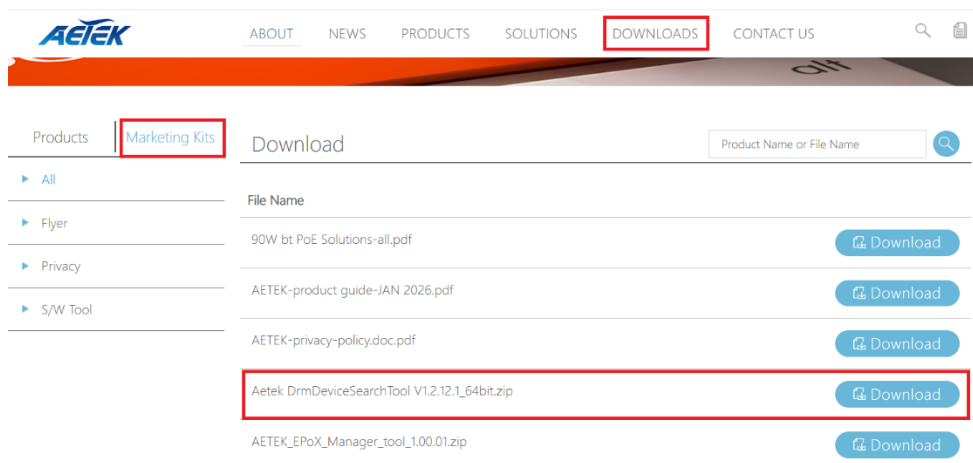 AETEK
ABOUT NEWS PRODUCTS SOLUTIONS DOWNLOADS CONTACT US
alt
Products Marketing Kits
Download
Product Name or File Name
All
Flyer
Privacy
S/W Tool
File Name
90W bt PoE Solutions-all.pdf Download
AETEK-product guide-JAN 2026.pdf Download
AETEK-privacy-policy.doc.pdf Download
Aetek DrmDeviceSearchTool V1.2.12.1_64bit.zip Download
AETEK_EPoX_Manager_tool_1.00.01.zip Download